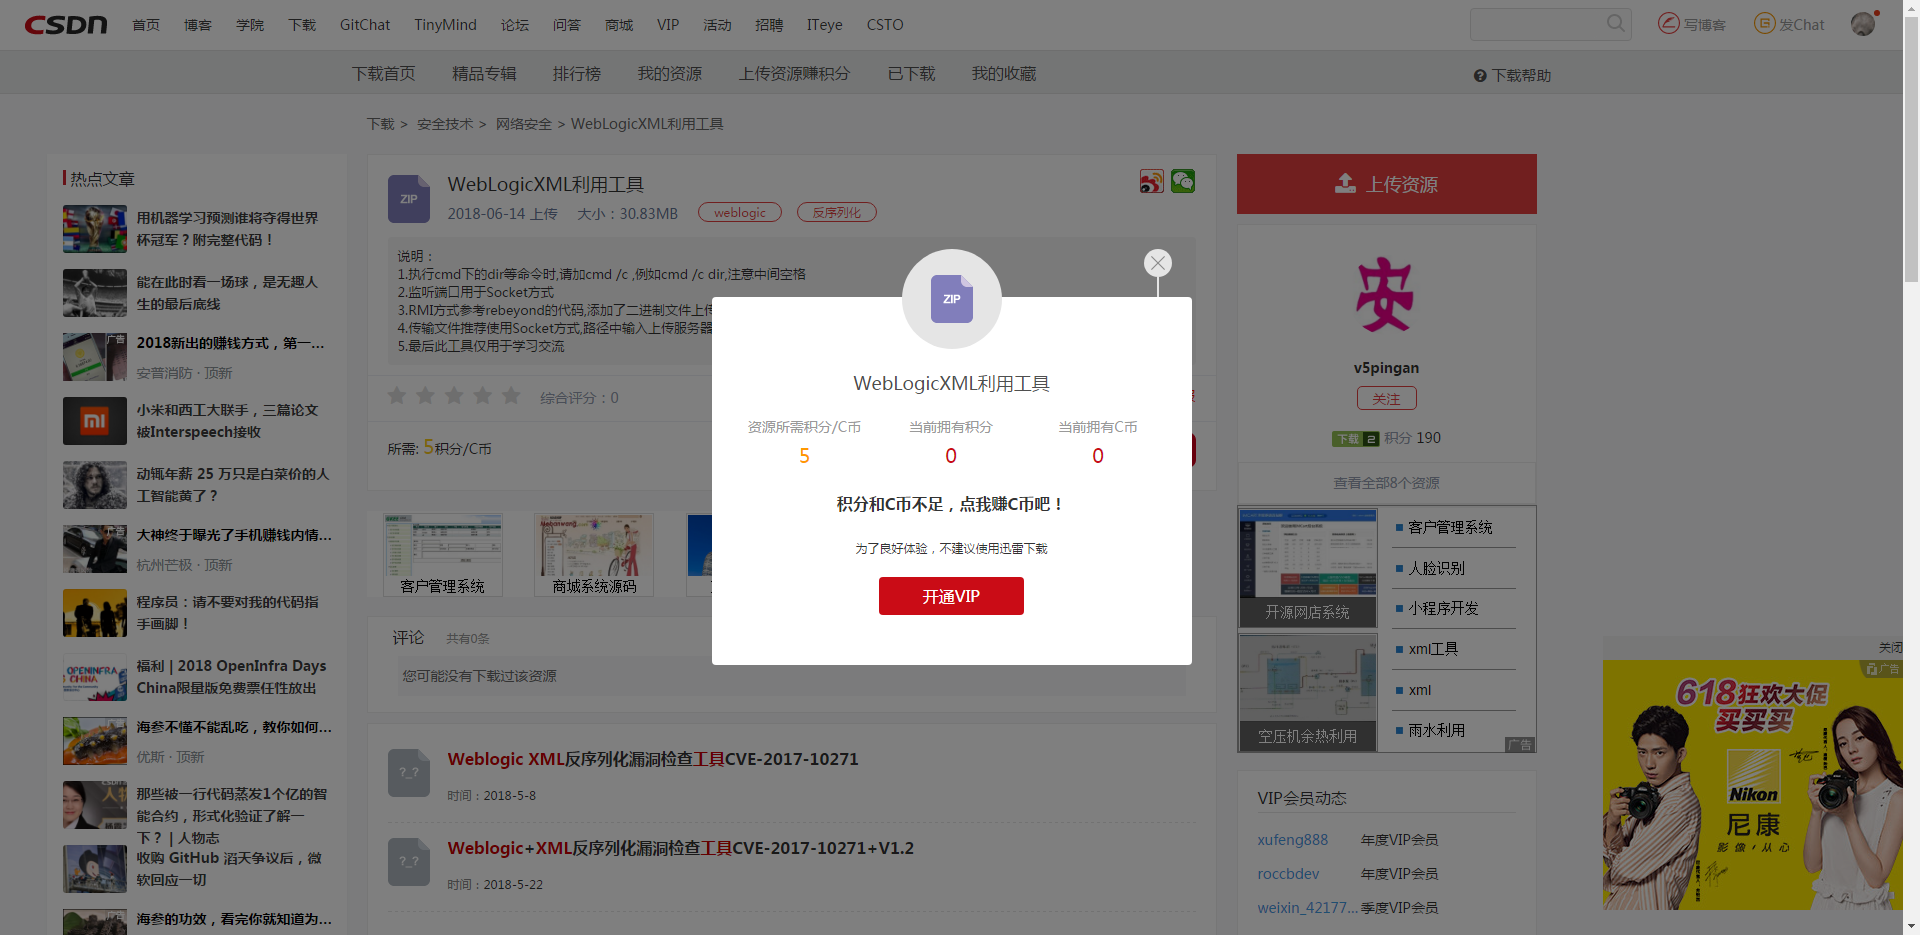 CSDN 首页 博客 学院 下载 GitChat TinyMind 论坛 问答 商城 VIP 活动 招聘 ITeye CSTO 写博客 发Chat
下载首页 精品专辑 排行榜 我的资源 上传资源赚积分 已下载 我的收藏 下载帮助
下载 > 安全技术 > 网络安全 > WebLogicXML利用工具
热点文章
用机器学习预测谁将夺得世界
杯冠军？附完整代码！
能在此时看一场球，是无趣人
生的最后底线
广告
2018新出的赚钱方式，第一...
安普消防 · 顶新
小米和西工大联手，三篇论文
被Interspeech接收
动辄年薪 25 万只是白菜价的人
工智能黄了？
广告
大神终于曝光了手机赚钱内情...
杭州芒极 · 顶新
程序员：请不要对我的代码指
手画脚！
OPENINFRA
CHINA
福利 | 2018 OpenInfra Days
China限量版免费票任性放出
海参不懂不能乱吃，教你如何...
优斯 · 顶新
那些被一行代码蒸发1个亿的智
能合约，形式化验证了解一
下？ | 人物志
收购 GitHub 滔天争议后，微
软回应一切
广告
海参的功效，看完你就知道为...
ZIP
WebLogicXML利用工具
2018-06-14 上传 大小：30.83MB weblogic 反序列化
说明：
1.执行cmd下的dir等命令时,请加cmd /c ,例如cmd /c dir,注意中间空格
2.监听端口用于Socket方式
3.RMI方式参考rebeyond的代码,添加了二进制文件上传
4.传输文件推荐使用Socket方式,路径中输入上传服务器
5.最后此工具仅用于学习交流
综合评分：0
所需: 5积分/C币
客户管理系统 商城系统源码
评论 共有0条
您可能没有下载过该资源
?_?
Weblogic XML反序列化漏洞检查工具CVE-2017-10271
时间：2018-5-8
?_?
Weblogic+XML反序列化漏洞检查工具CVE-2017-10271+V1.2
时间：2018-5-22
ZIP
WebLogicXML利用工具
资源所需积分/C币 当前拥有积分 当前拥有C币
5 0 0
积分和C币不足，点我赚C币吧！
为了良好体验，不建议使用迅雷下载
开通VIP
上传资源
安
v5pingan
关注
下载 2 积分 190
查看全部8个资源
开源网店系统
空压机余热利用
客户管理系统
人脸识别
小程序开发
xml工具
xml
雨水利用
广告
VIP会员动态
xufeng888 年度VIP会员
roccbdev 年度VIP会员
weixin_42177... 季度VIP会员
关闭
广告
618狂欢大促
买买买
Nikon
尼康
影像·从心